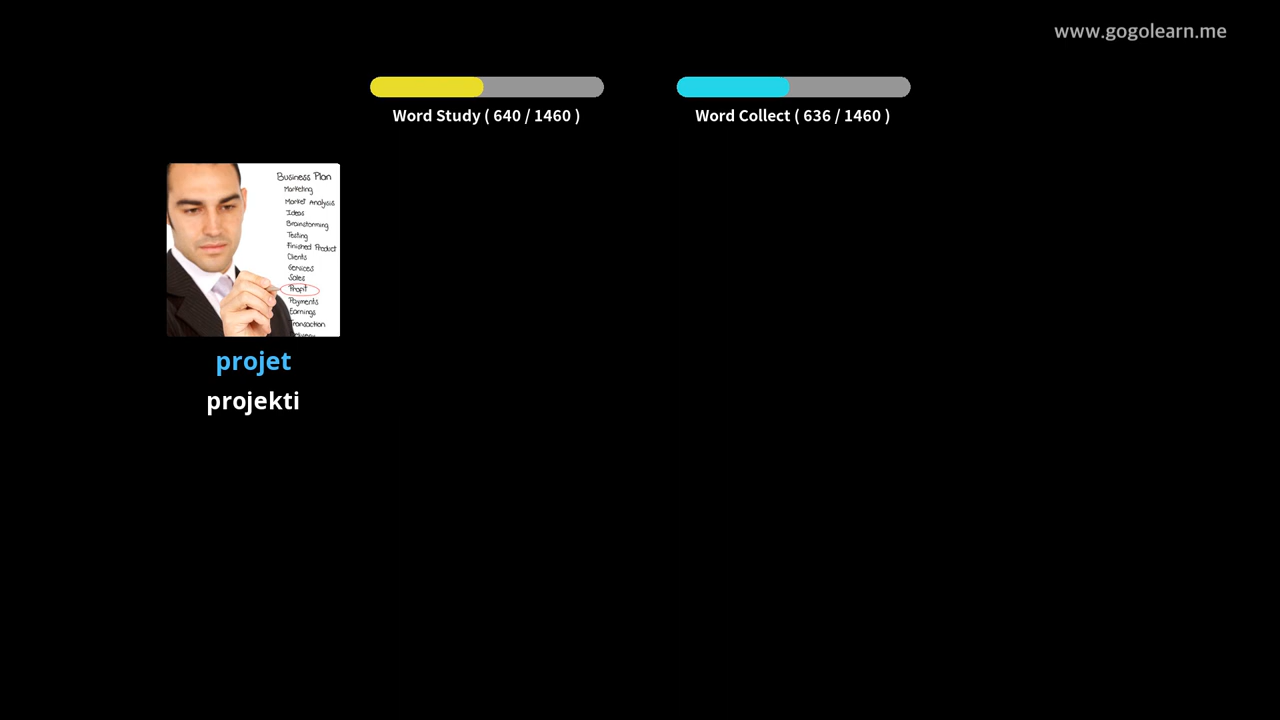 www.gogolearn.me
Word Study ( 640 / 1460 )
Word Collect ( 636 / 1460 )
Business Plan
Marketing
Market Analysis
Ideas
Brainstorming
Testing
Finished Product
Clients
Services
Sales
Profit
Payments
Earnings
Transaction
projet
projekti